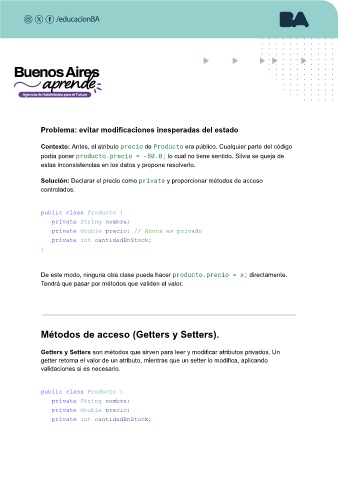 /educacionBA
BA
Buenos Aires
aprende
Agencia de Habilidades para el Futuro
Problema: evitar modificaciones inesperadas del estado
Contexto: Antes, el atributo precio de Producto era público. Cualquier parte del código
podía poner producto.precio = -50.0; lo cual no tiene sentido. Silvia se queja de
estas inconsistencias en los datos y propone resolverlo.
Solución: Declarar el precio como private y proporcionar métodos de acceso
controlados:
public class Producto {
private String nombre;
private double precio; // Ahora es privado
private int cantidadEnStock;
}
De este modo, ninguna otra clase puede hacer producto.precio = x; directamente.
Tendrá que pasar por métodos que validen el valor.
Métodos de acceso (Getters y Setters).
Getters y Setters son métodos que sirven para leer y modificar atributos privados. Un
getter retorna el valor de un atributo, mientras que un setter lo modifica, aplicando
validaciones si es necesario.
public class Producto {
private String nombre;
private double precio;
private int cantidadEnStock;